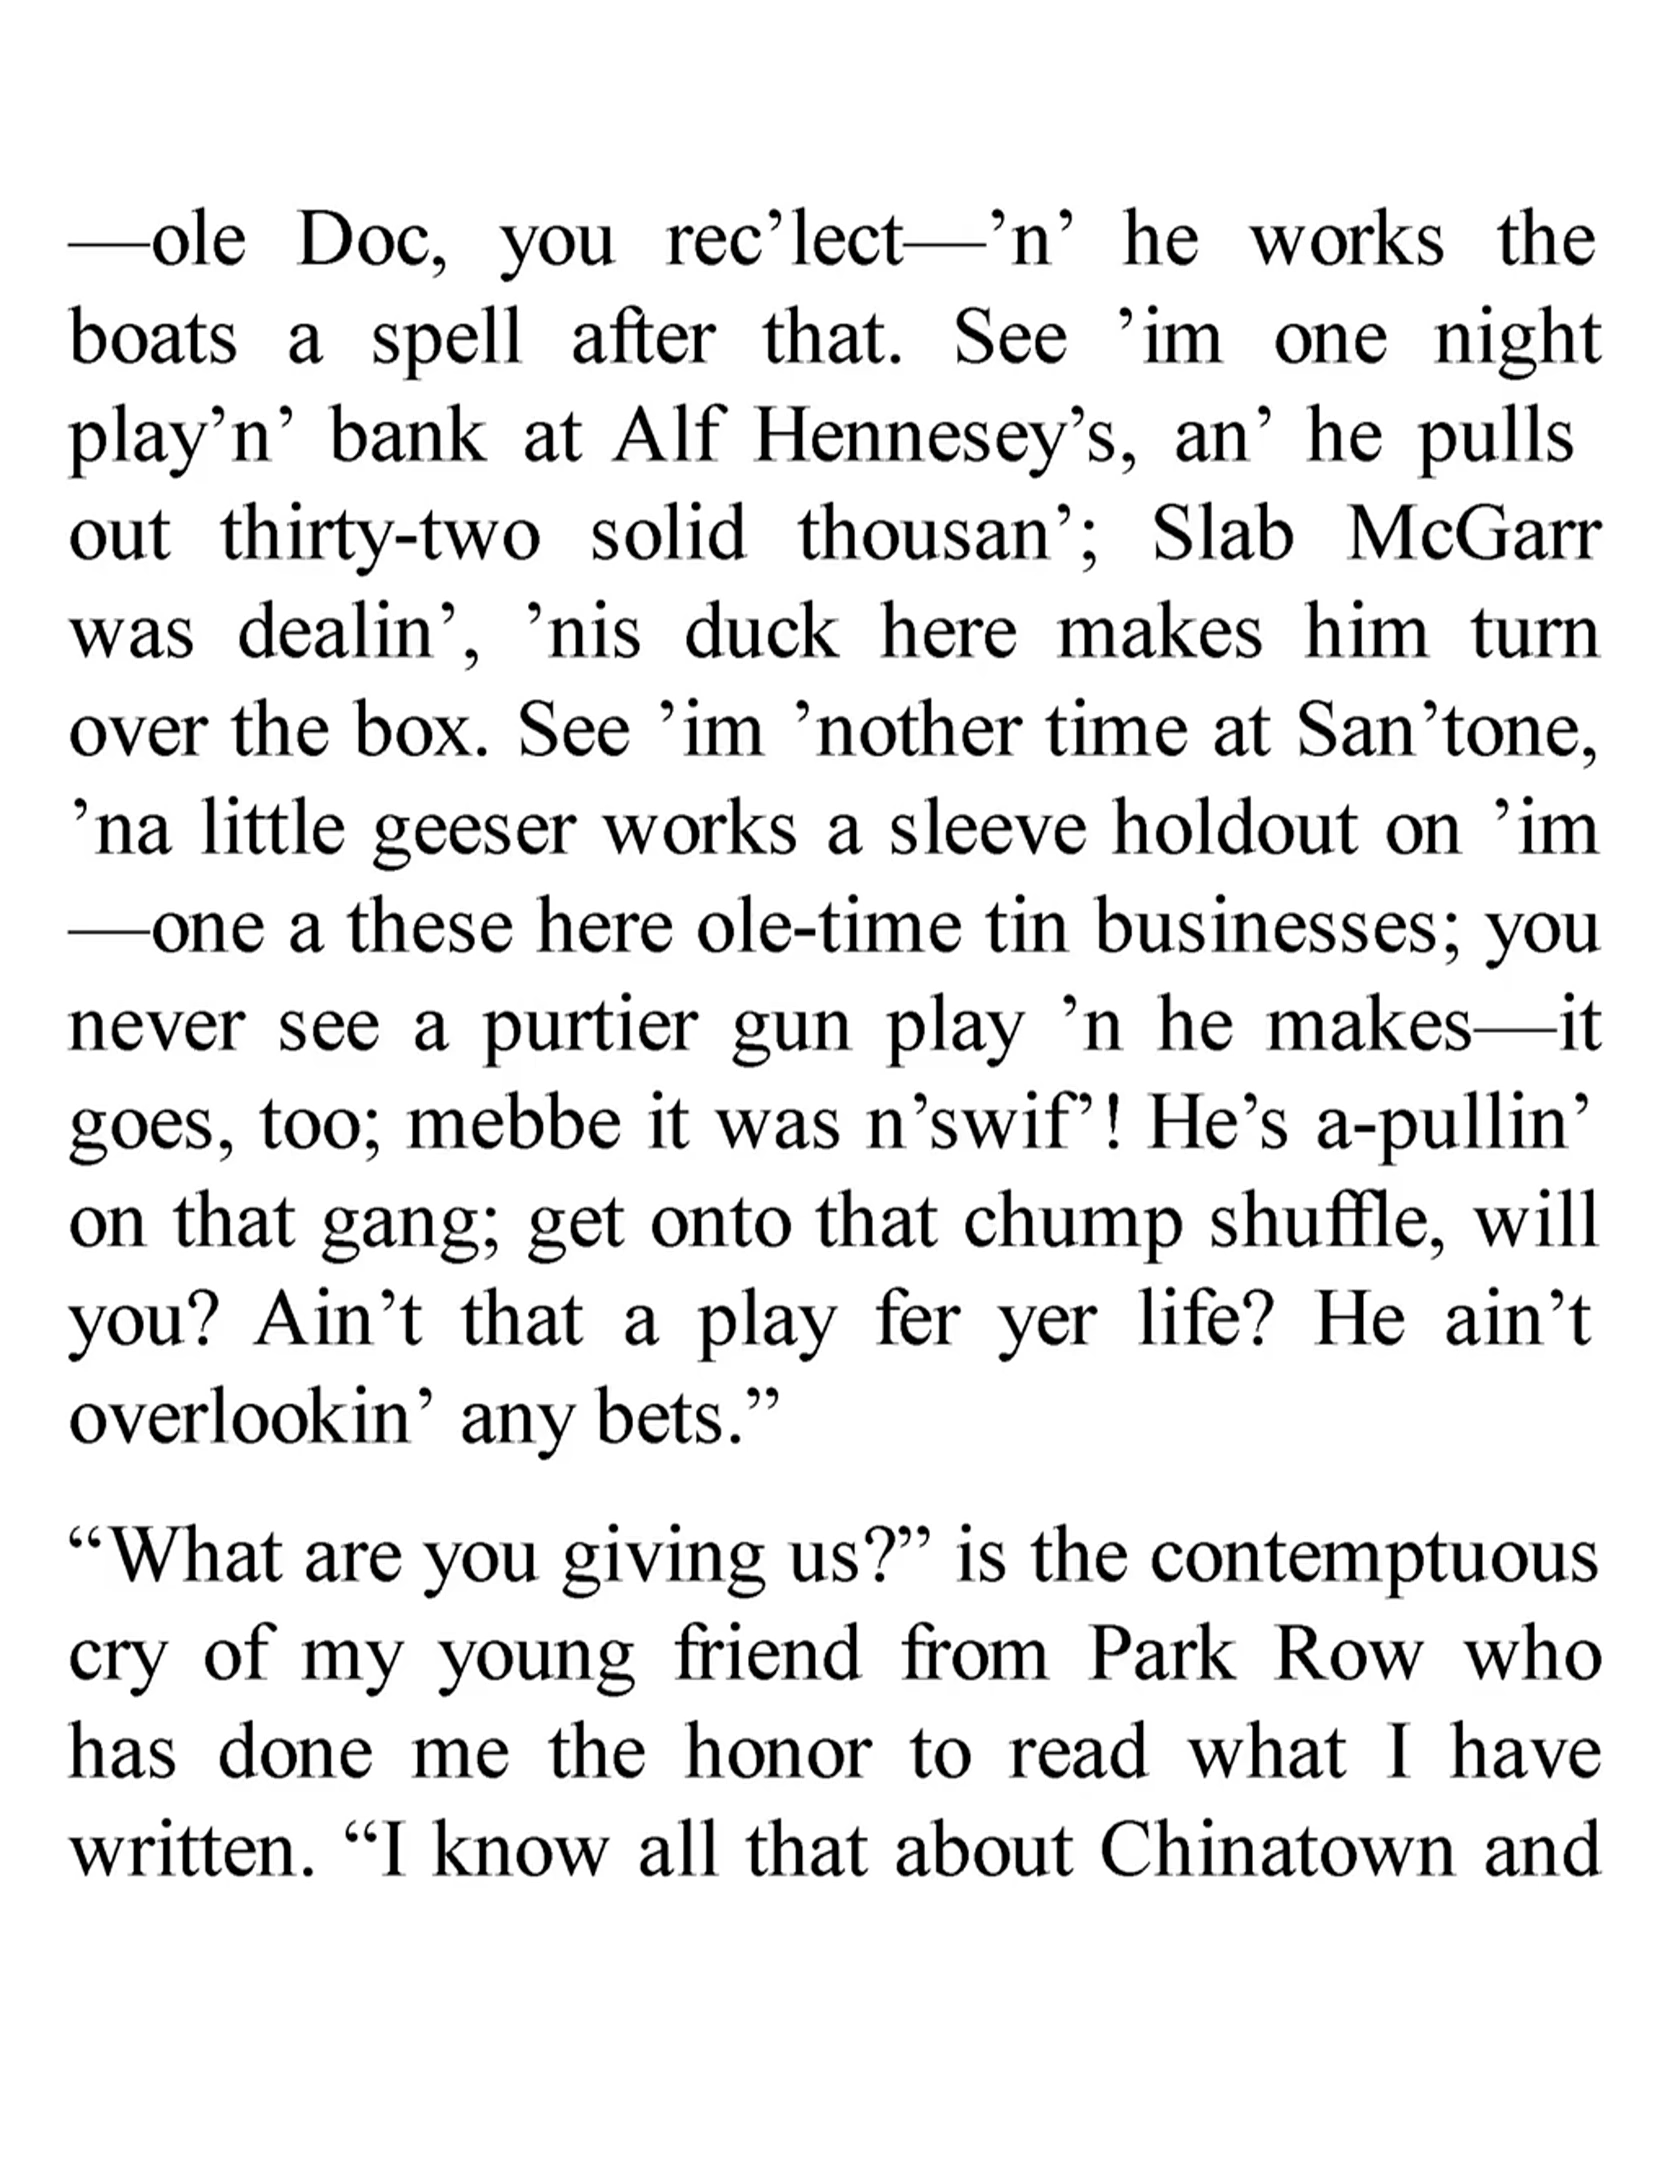 —ole Doc, you rec’lect—’n’ he works the
boats a spell after that. See ’im one night
play’n’ bank at Alf Hennesey’s, an’ he pulls
out thirty-two solid thousan’; Slab McGarr
was dealin’, ’nis duck here makes him turn
over the box. See ’im ’nother time at San’tone,
’na little geeser works a sleeve holdout on ’im
—one a these here ole-time tin businesses; you
never see a purtier gun play ’n he makes—it
goes, too; mebbe it was n’swif’! He’s a-pullin’
on that gang; get onto that chump shuffle, will
you? Ain’t that a play fer yer life? He ain’t
overlookin’ any bets.”
“What are you giving us?” is the contemptuous
cry of my young friend from Park Row who
has done me the honor to read what I have
written. “I know all that about Chinatown and